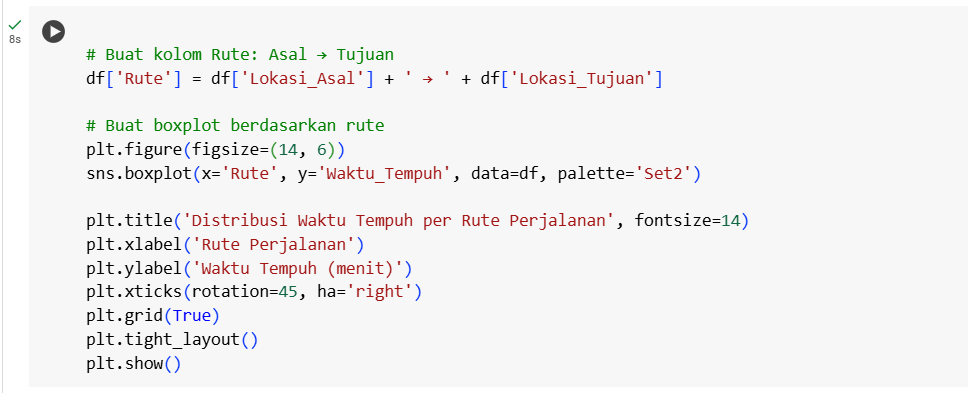 8s
# Buat kolom Rute: Asal → Tujuan
df['Rute'] = df['Lokasi_Asal'] + ' → ' + df['Lokasi_Tujuan']
# Buat boxplot berdasarkan rute
plt.figure(figsize=(14, 6))
sns.boxplot(x='Rute', y='Waktu_Tempuh', data=df, palette='Set2')
plt.title('Distribusi Waktu Tempuh per Rute Perjalanan', fontsize=14)
plt.xlabel('Rute Perjalanan')
plt.ylabel('Waktu Tempuh (menit)')
plt.xticks(rotation=45, ha='right')
plt.grid(True)
plt.tight_layout()
plt.show()